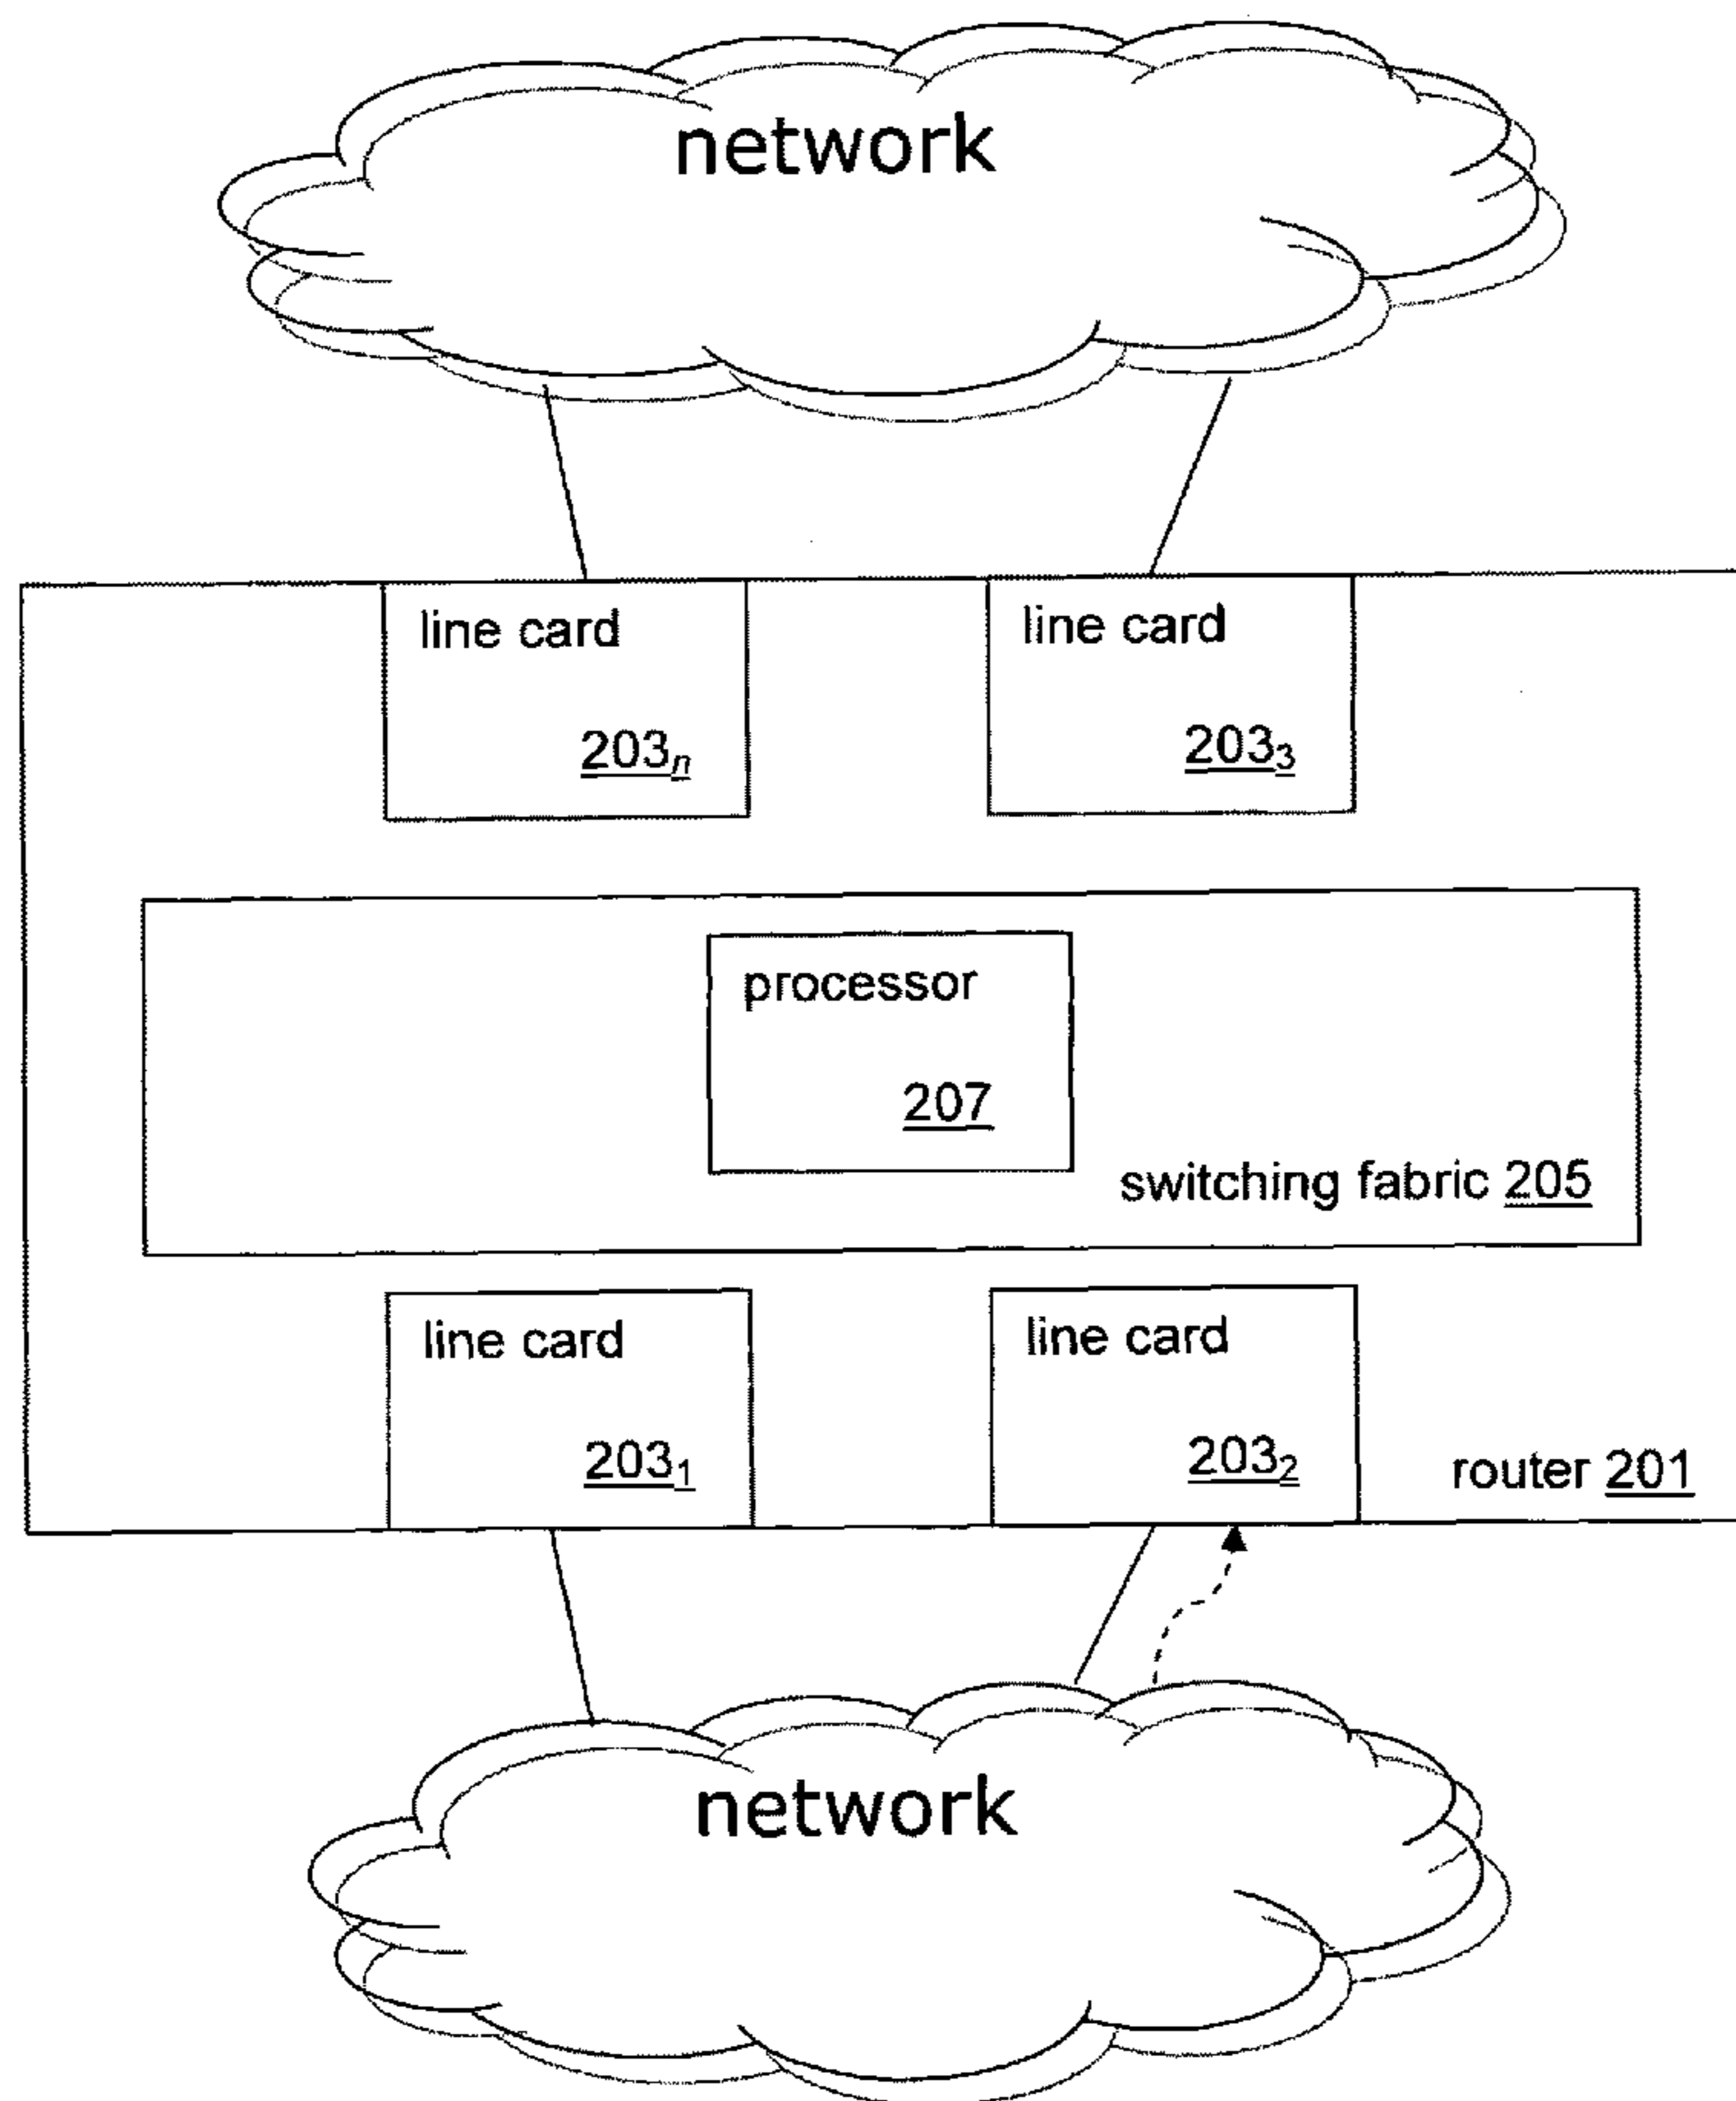 network
line card
203n
line card
2033
processor
207
switching fabric 205
line card
2031
line card
2032
router 201
network